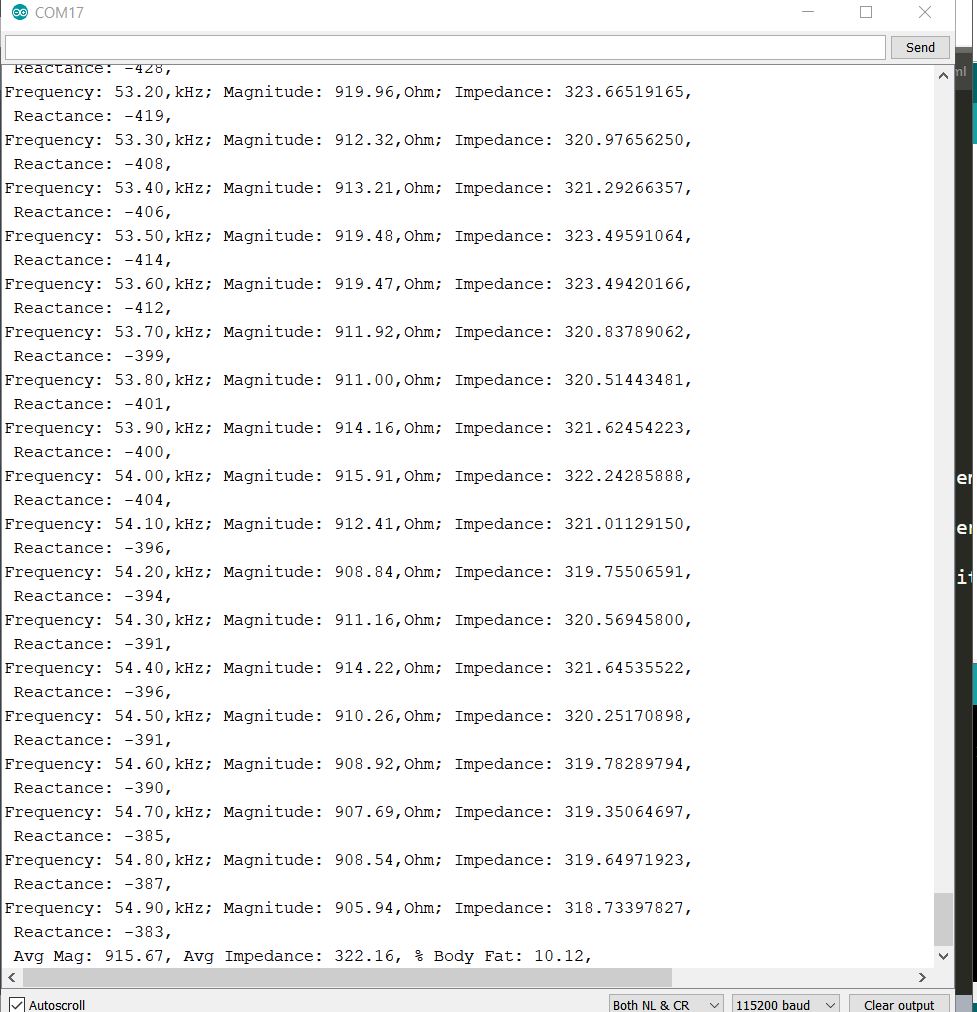 COM17
Send
Reactance: -428,
Frequency: 53.20,kHz; Magnitude: 919.96,Ohm; Impedance: 323.66519165,
Reactance: -419,
Frequency: 53.30,kHz; Magnitude: 912.32,Ohm; Impedance: 320.97656250,
Reactance: -408,
Frequency: 53.40,kHz; Magnitude: 913.21,Ohm; Impedance: 321.29266357,
Reactance: -406,
Frequency: 53.50,kHz; Magnitude: 919.48,Ohm; Impedance: 323.49591064,
Reactance: -414,
Frequency: 53.60,kHz; Magnitude: 919.47,Ohm; Impedance: 323.49420166,
Reactance: -412,
Frequency: 53.70,kHz; Magnitude: 911.92,Ohm; Impedance: 320.83789062,
Reactance: -399,
Frequency: 53.80,kHz; Magnitude: 911.00,Ohm; Impedance: 320.51443481,
Reactance: -401,
Frequency: 53.90,kHz; Magnitude: 914.16,Ohm; Impedance: 321.62454223,
Reactance: -400,
Frequency: 54.00,kHz; Magnitude: 915.91,Ohm; Impedance: 322.24285888,
Reactance: -404,
Frequency: 54.10,kHz; Magnitude: 912.41,Ohm; Impedance: 321.01129150,
Reactance: -396,
Frequency: 54.20,kHz; Magnitude: 908.84,Ohm; Impedance: 319.75506591,
Reactance: -394,
Frequency: 54.30,kHz; Magnitude: 911.16,Ohm; Impedance: 320.56945800,
Reactance: -391,
Frequency: 54.40,kHz; Magnitude: 914.22,Ohm; Impedance: 321.64535522,
Reactance: -396,
Frequency: 54.50,kHz; Magnitude: 910.26,Ohm; Impedance: 320.25170898,
Reactance: -391,
Frequency: 54.60,kHz; Magnitude: 908.92,Ohm; Impedance: 319.78289794,
Reactance: -390,
Frequency: 54.70,kHz; Magnitude: 907.69,Ohm; Impedance: 319.35064697,
Reactance: -385,
Frequency: 54.80,kHz; Magnitude: 908.54,Ohm; Impedance: 319.64971923,
Reactance: -387,
Frequency: 54.90,kHz; Magnitude: 905.94,Ohm; Impedance: 318.73397827,
Reactance: -383,
Avg Mag: 915.67, Avg Impedance: 322.16, % Body Fat: 10.12,
Autoscroll
Both NL & CR
115200 baud
Clear output